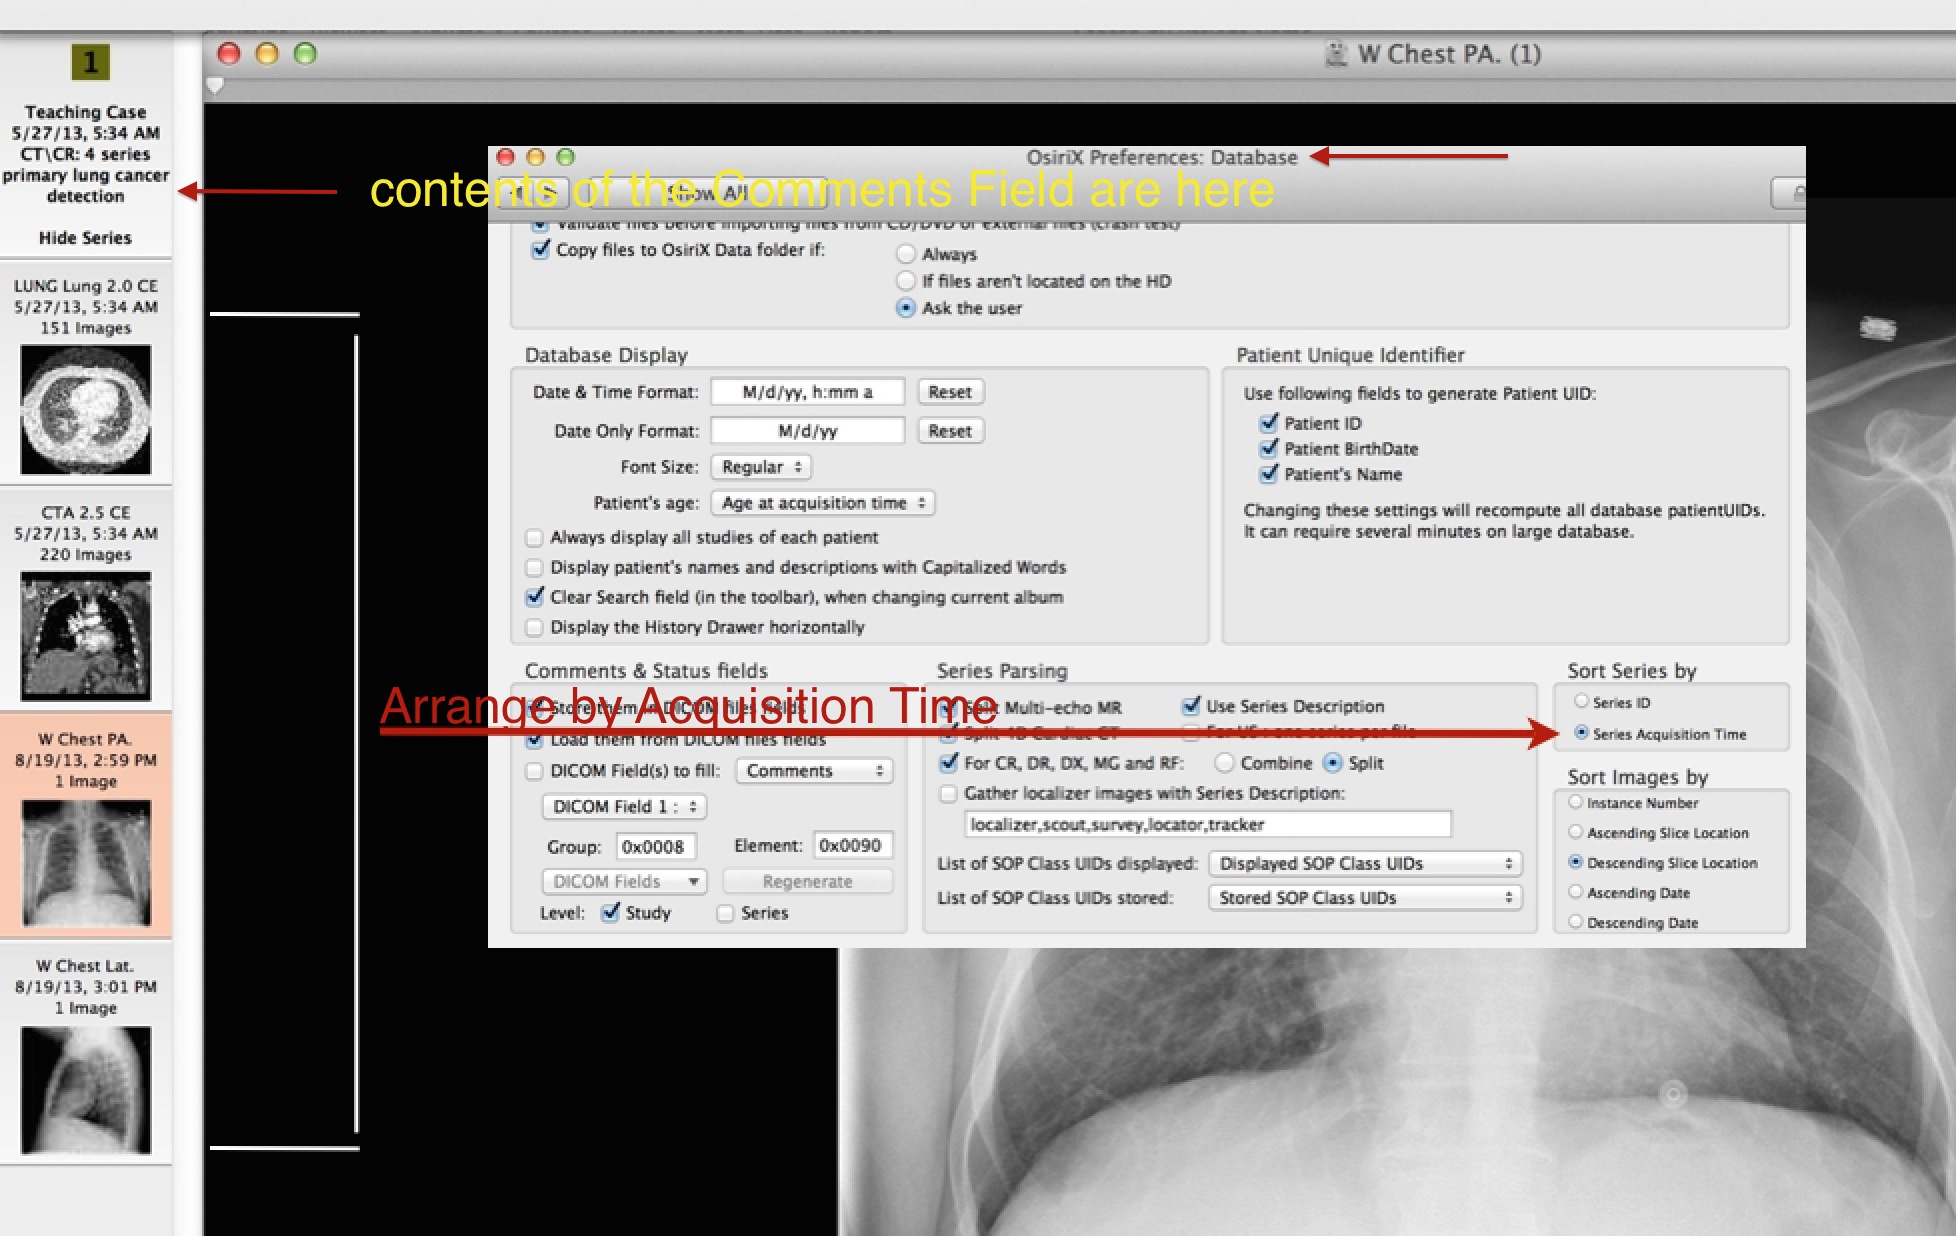 1
Teaching Case
5/27/13, 5:34 AM
CT\CR: 4 series
primary lung cancer
detection
Hide Series
LUNG Lung 2.0 CE
5/27/13, 5:34 AM
151 Images
CTA 2.5 CE
5/27/13, 5:34 AM
220 Images
W Chest PA.
8/19/13, 2:59 PM
1 Image
W Chest Lat.
8/19/13, 3:01 PM
1 Image
W Chest PA. (1)
OsiriX Preferences: Database
contents of the Comments Field are here
Show All
Validate files before importing files from CD/DVD or external files (crash test)
Copy files to OsiriX Data folder if:
Always
If files aren't located on the HD
Ask the user
Database Display
Date & Time Format: M/d/yy, h:mm a Reset
Date Only Format: M/d/yy Reset
Font Size: Regular
Patient's age: Age at acquisition time
Always display all studies of each patient
Display patient's names and descriptions with Capitalized Words
Clear Search field (in the toolbar), when changing current album
Display the History Drawer horizontally
Patient Unique Identifier
Use following fields to generate Patient UID:
Patient ID
Patient BirthDate
Patient's Name
Changing these settings will recompute all database patientUIDs.
It can require several minutes on large database.
Comments & Status fields
Arrange by Acquisition Time
Store them in DICOM files fields
Load them from DICOM files fields
DICOM Field(s) to fill: Comments
DICOM Field 1 :
Group: 0x0008 Element: 0x0090
DICOM Fields Regenerate
Level: Study Series
Series Parsing
Split Multi-echo MR Use Series Description
Split 4D Cardiac CT For US : one series per file
For CR, DR, DX, MG and RF: Combine Split
Gather localizer images with Series Description:
localizer,scout,survey,locator,tracker
List of SOP Class UIDs displayed: Displayed SOP Class UIDs
List of SOP Class UIDs stored: Stored SOP Class UIDs
Sort Series by
Series ID
Series Acquisition Time
Sort Images by
Instance Number
Ascending Slice Location
Descending Slice Location
Ascending Date
Descending Date